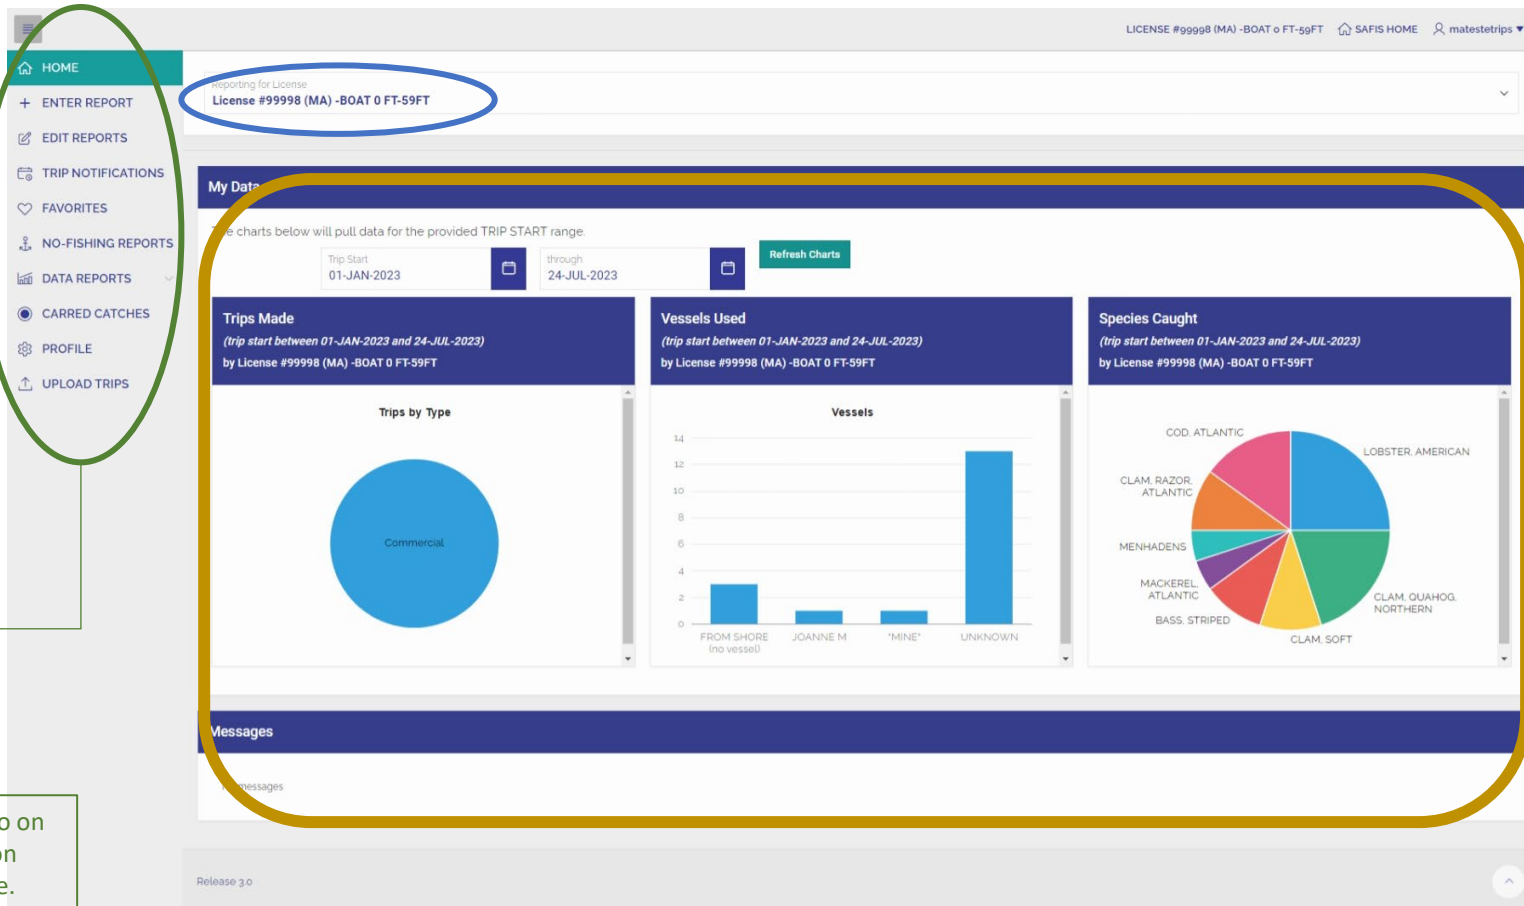 LICENSE #99998 (MA) -BOAT 0 FT-59FT SAFIS HOME matestetrips
HOME
ENTER REPORT
EDIT REPORTS
TRIP NOTIFICATIONS
FAVORITES
NO-FISHING REPORTS
DATA REPORTS
CARRED CATCHES
PROFILE
UPLOAD TRIPS
Reporting for License
License #99998 (MA) -BOAT 0 FT-59FT
My Data
The charts below will pull data for the provided TRIP START range.
Trip Start
01-JAN-2023
through
24-JUL-2023
Refresh Charts
Trips Made
(trip start between 01-JAN-2023 and 24-JUL-2023)
by License #99998 (MA) -BOAT 0 FT-59FT
Trips by Type
Commercial
Vessels Used
(trip start between 01-JAN-2023 and 24-JUL-2023)
by License #99998 (MA) -BOAT 0 FT-59FT
Vessels
14
12
10
8
6
4
2
0
FROM SHORE
(no vessel)
JOANNE M
"MINE"
UNKNOWN
Species Caught
(trip start between 01-JAN-2023 and 24-JUL-2023)
by License #99998 (MA) -BOAT 0 FT-59FT
COD, ATLANTIC
LOBSTER, AMERICAN
CLAM, RAZOR,
ATLANTIC
MENHADENS
MACKEREL,
ATLANTIC
BASS, STRIPED
CLAM, SOFT
CLAM, QUAHOG,
NORTHERN
Messages
messages
on
Release 3.0